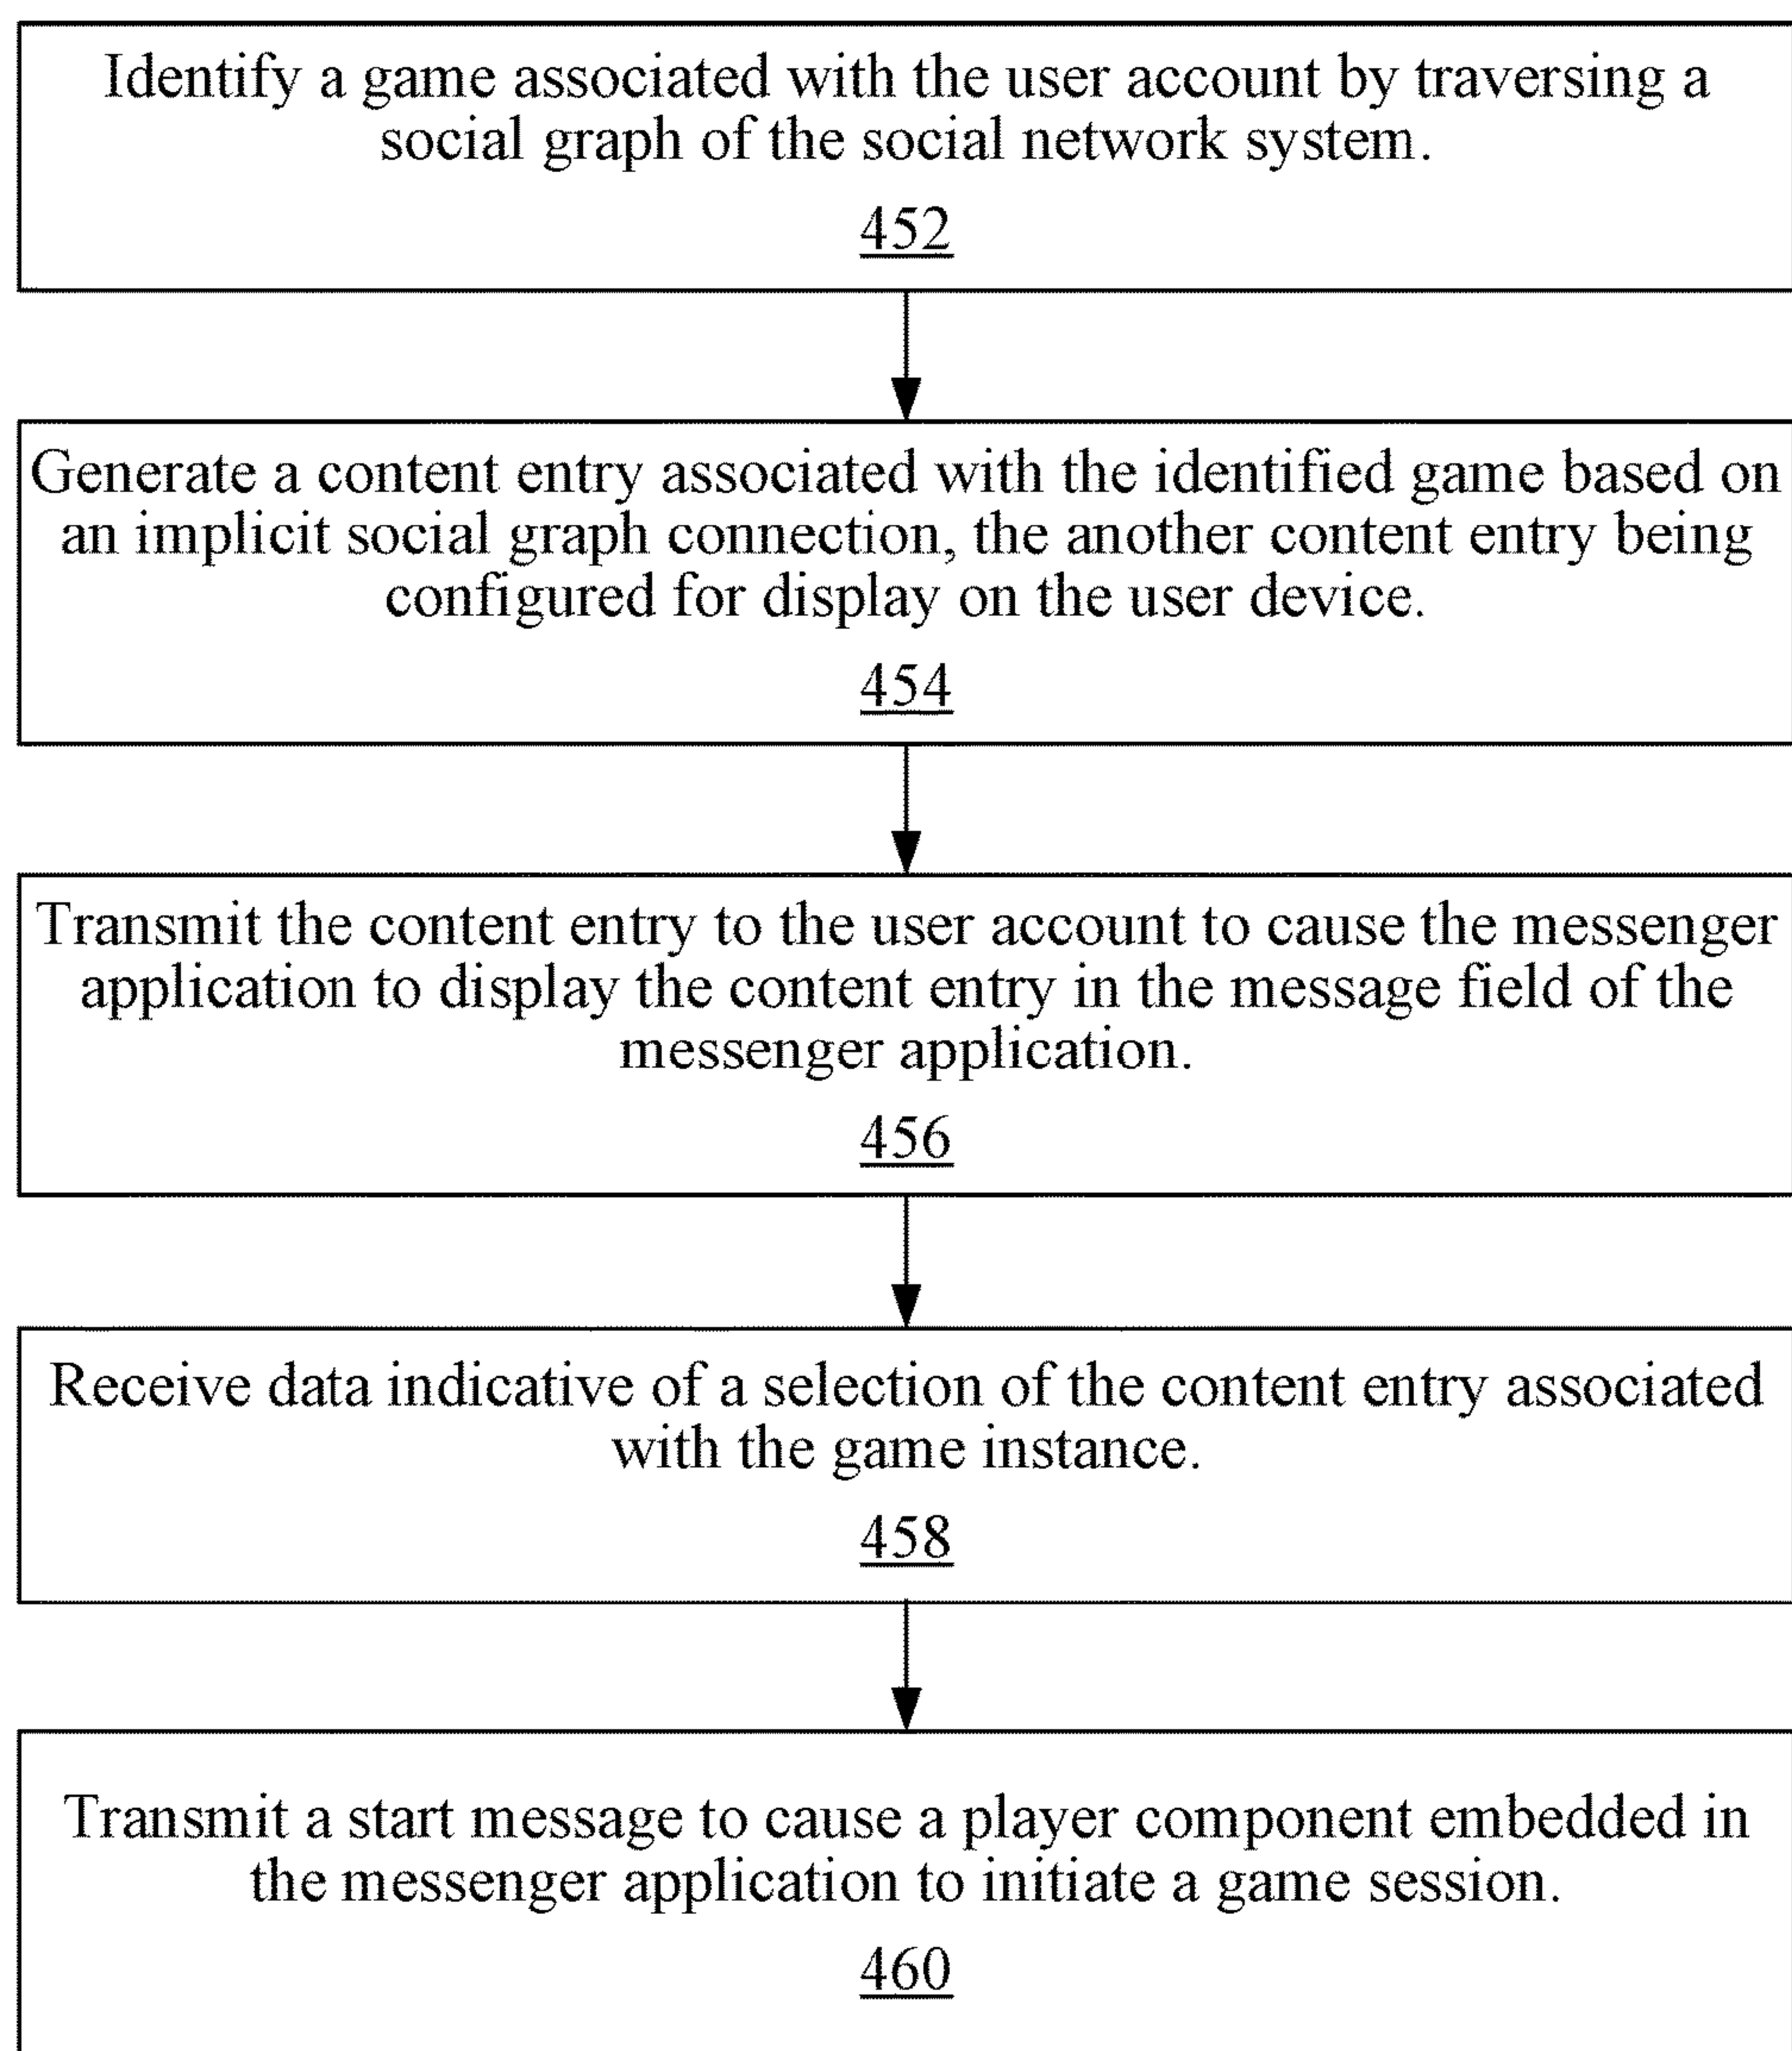 Identify a game associated with the user account by traversing a
social graph of the social network system.
452
Generate a content entry associated with the identified game based on
an implicit social graph connection, the another content entry being
configured for display on the user device.
454
Transmit the content entry to the user account to cause the messenger
application to display the content entry in the message field of the
messenger application.
456
Receive data indicative of a selection of the content entry associated
with the game instance.
458
Transmit a start message to cause a player component embedded in
the messenger application to initiate a game session.
460